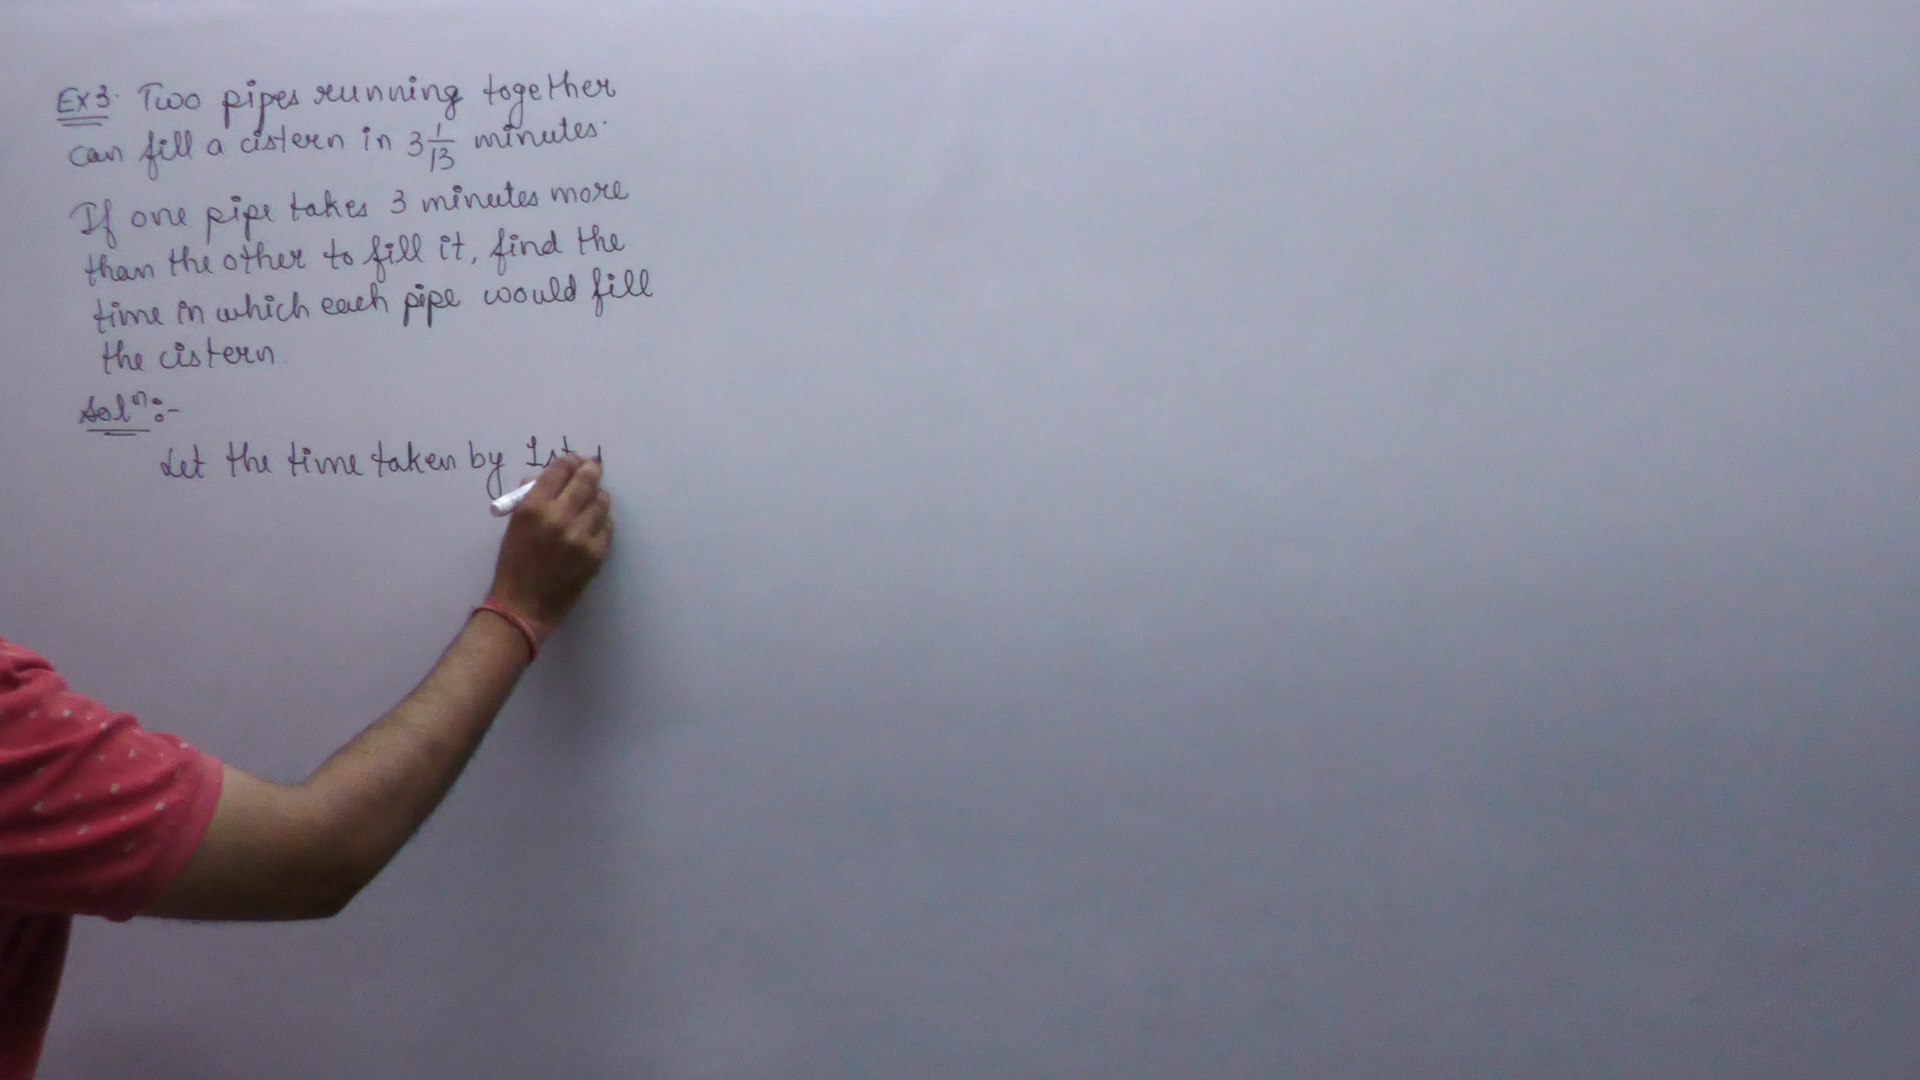 Ex 3. Two pipes running together
can fill a cistern in 3 1/13 minutes.
If one pipe takes 3 minutes more
than the other to fill it, find the
time in which each pipe would fill
the cistern.
Solⁿ:-
Let the time taken by 1st